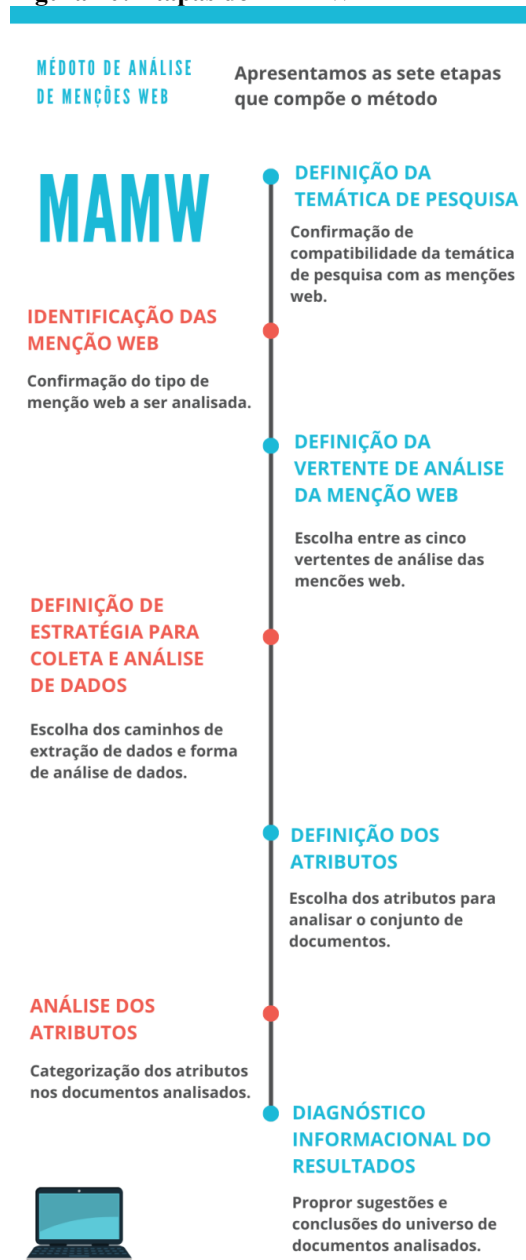 MÉDOTO DE ANÁLISE
DE MENÇÕES WEB
Apresentamos as sete etapas
que compõe o método
MAMW
DEFINIÇÃO DA
TEMÁTICA DE PESQUISA
Confirmação de
compatibilidade da temática
de pesquisa com as menções
web.
IDENTIFICAÇÃO DAS
MENÇÃO WEB
Confirmação do tipo de
menção web a ser analisada.
DEFINIÇÃO DA
VERTENTE DE ANÁLISE
DA MENÇÃO WEB
Escolha entre as cinco
vertentes de análise das
mencões web.
DEFINIÇÃO DE
ESTRATÉGIA PARA
COLETA E ANÁLISE
DE DADOS
Escolha dos caminhos de
extração de dados e forma
de análise de dados.
DEFINIÇÃO DOS
ATRIBUTOS
Escolha dos atributos para
analisar o conjunto de
documentos.
ANÁLISE DOS
ATRIBUTOS
Categorização dos atributos
nos documentos analisados.
DIAGNÓSTICO
INFORMACIONAL DO
RESULTADOS
Propror sugestões e
conclusões do universo de
documentos analisados.